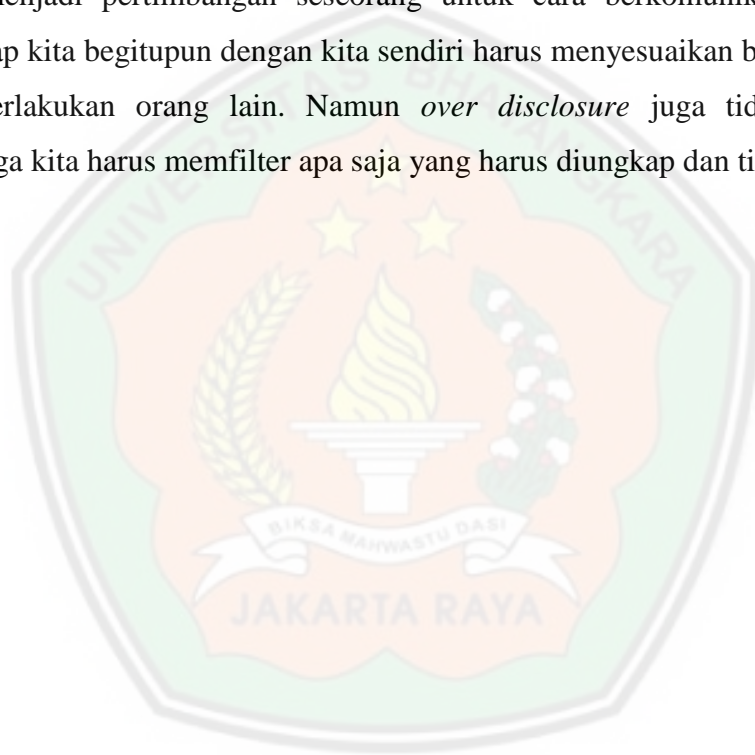 menjadi pertimbangan seseorang untuk cara berkomunik
ap kita begitupun dengan kita sendiri harus menyesuaikan b
erlakukan orang lain. Namun over disclosure juga tid
ga kita harus memfilter apa saja yang harus diungkap dan ti
UNIVERSITAS BHAYANGKARA
BIKSA MAHWASTU DASI
JAKARTA RAYA